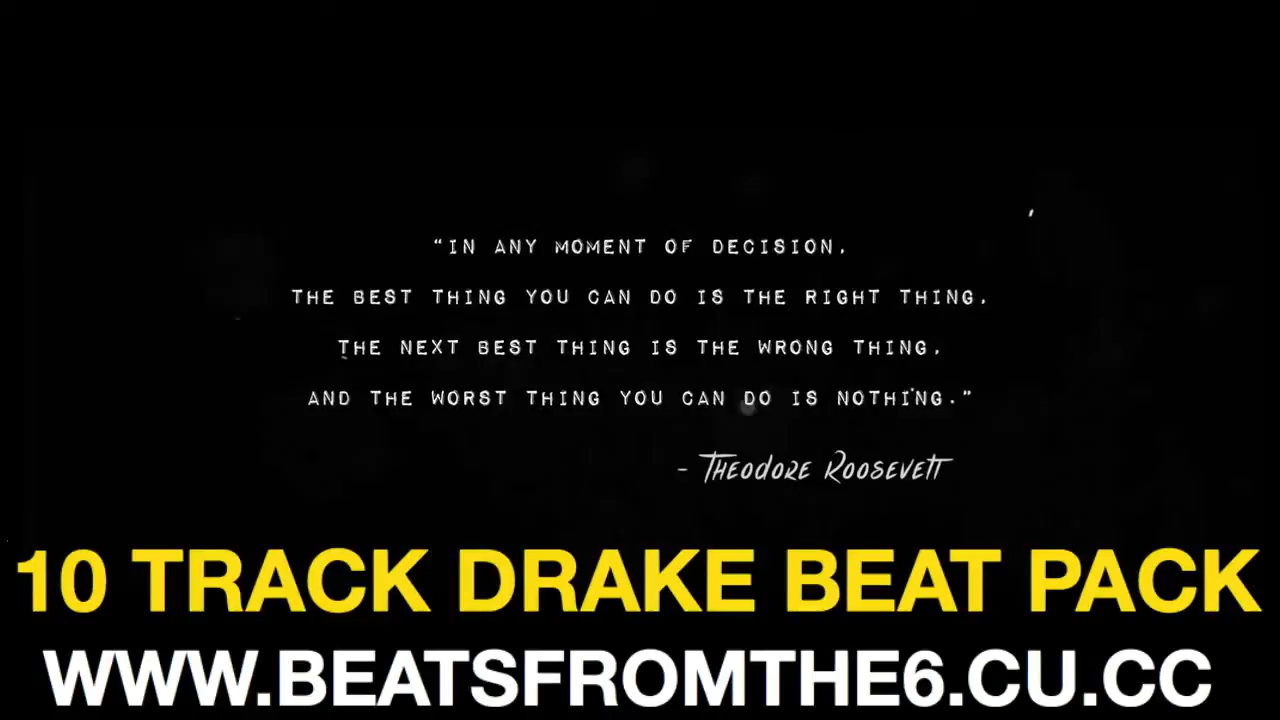 “IN ANY MOMENT OF DECISION,
THE BEST THING YOU CAN DO IS THE RIGHT THING,
THE NEXT BEST THING IS THE WRONG THING,
AND THE WORST THING YOU CAN DO IS NOTHING.”
- THEODORE ROOSEVETT
10 TRACK DRAKE BEAT PACK
WWW.BEATSFROMTHE6.CU.CC